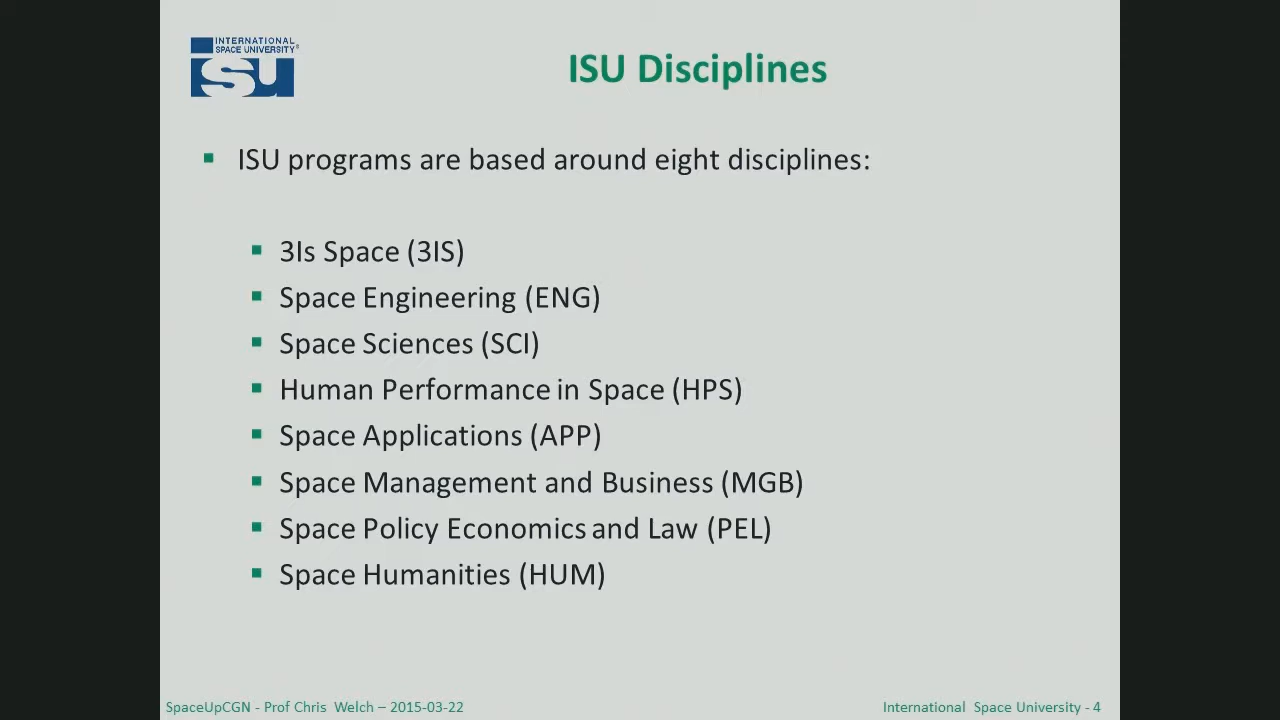 INTERNATIONAL
SPACE UNIVERSITY®
isu
ISU Disciplines
ISU programs are based around eight disciplines:
3Is Space (3IS)
Space Engineering (ENG)
Space Sciences (SCI)
Human Performance in Space (HPS)
Space Applications (APP)
Space Management and Business (MGB)
Space Policy Economics and Law (PEL)
Space Humanities (HUM)
SpaceUpCGN - Prof Chris Welch – 2015-03-22
International Space University - 4